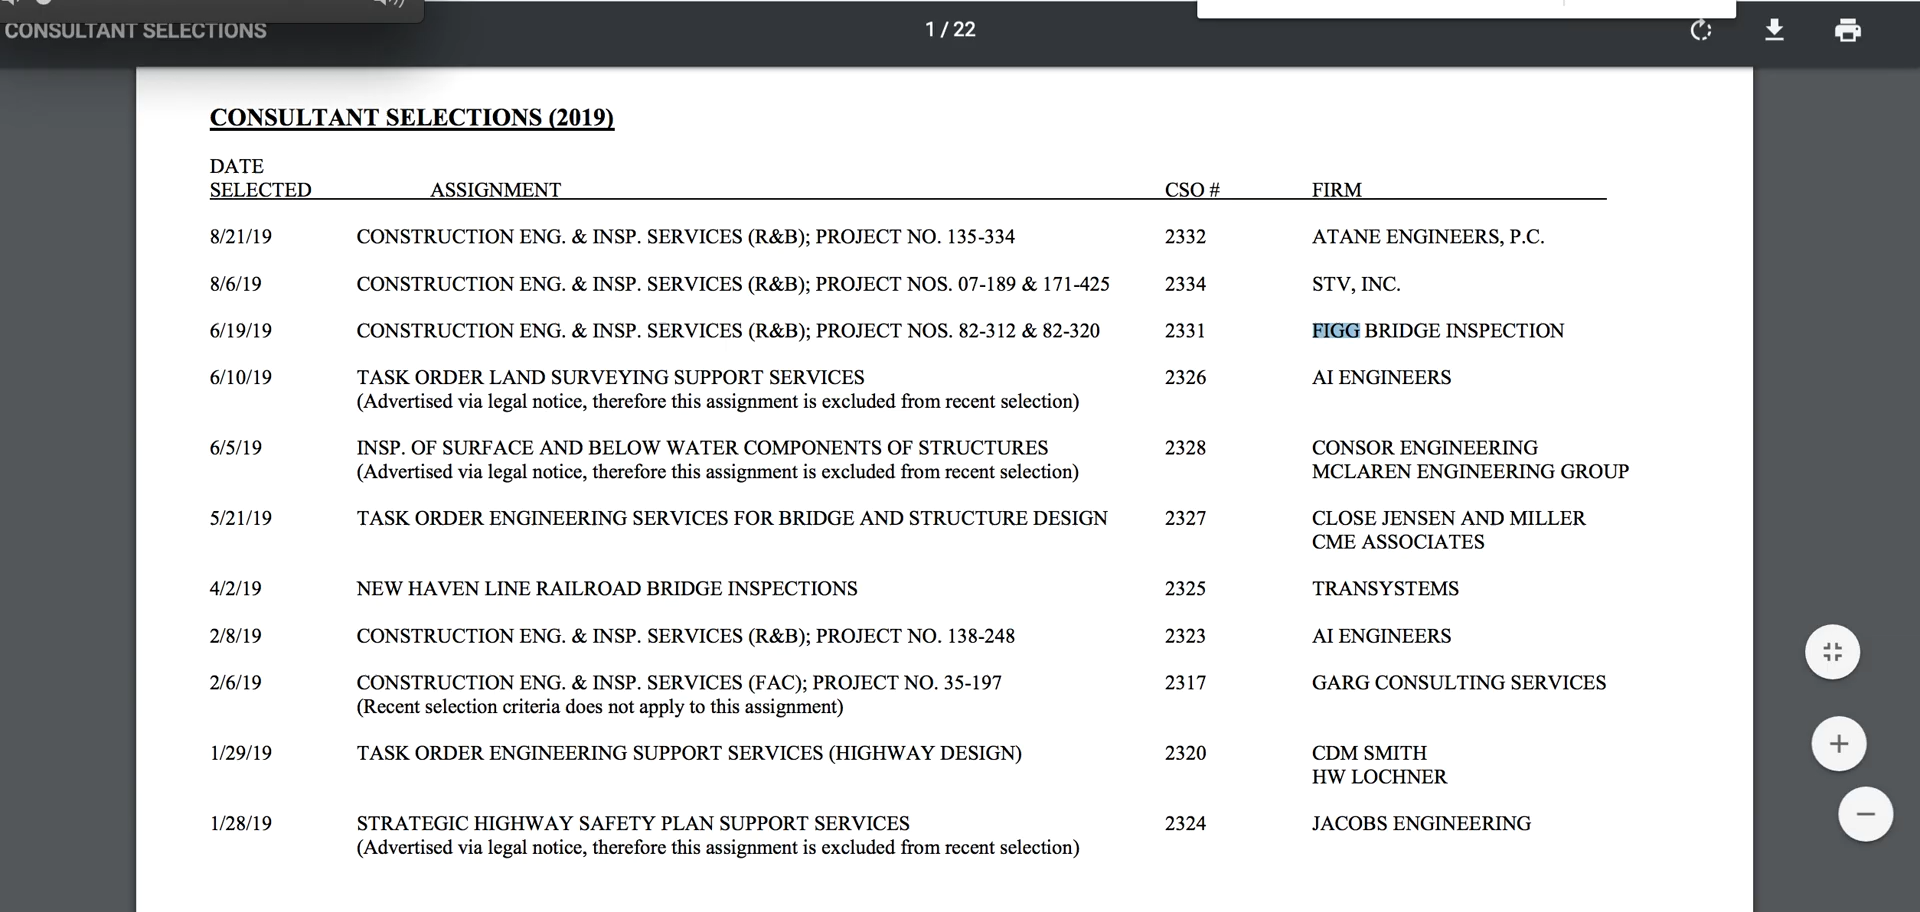 CONSULTANT SELECTIONS
1 / 22
CONSULTANT SELECTIONS (2019)
DATE
SELECTED ASSIGNMENT CSO # FIRM
8/21/19 CONSTRUCTION ENG. & INSP. SERVICES (R&B); PROJECT NO. 135-334 2332 ATANE ENGINEERS, P.C.
8/6/19 CONSTRUCTION ENG. & INSP. SERVICES (R&B); PROJECT NOS. 07-189 & 171-425 2334 STV, INC.
6/19/19 CONSTRUCTION ENG. & INSP. SERVICES (R&B); PROJECT NOS. 82-312 & 82-320 2331 FIGG BRIDGE INSPECTION
6/10/19 TASK ORDER LAND SURVEYING SUPPORT SERVICES 2326 AI ENGINEERS
(Advertised via legal notice, therefore this assignment is excluded from recent selection)
6/5/19 INSP. OF SURFACE AND BELOW WATER COMPONENTS OF STRUCTURES 2328 CONSOR ENGINEERING
(Advertised via legal notice, therefore this assignment is excluded from recent selection) MCLAREN ENGINEERING GROUP
5/21/19 TASK ORDER ENGINEERING SERVICES FOR BRIDGE AND STRUCTURE DESIGN 2327 CLOSE JENSEN AND MILLER
CME ASSOCIATES
4/2/19 NEW HAVEN LINE RAILROAD BRIDGE INSPECTIONS 2325 TRANSYSTEMS
2/8/19 CONSTRUCTION ENG. & INSP. SERVICES (R&B); PROJECT NO. 138-248 2323 AI ENGINEERS
2/6/19 CONSTRUCTION ENG. & INSP. SERVICES (FAC); PROJECT NO. 35-197 2317 GARG CONSULTING SERVICES
(Recent selection criteria does not apply to this assignment)
1/29/19 TASK ORDER ENGINEERING SUPPORT SERVICES (HIGHWAY DESIGN) 2320 CDM SMITH
HW LOCHNER
1/28/19 STRATEGIC HIGHWAY SAFETY PLAN SUPPORT SERVICES 2324 JACOBS ENGINEERING
(Advertised via legal notice, therefore this assignment is excluded from recent selection)